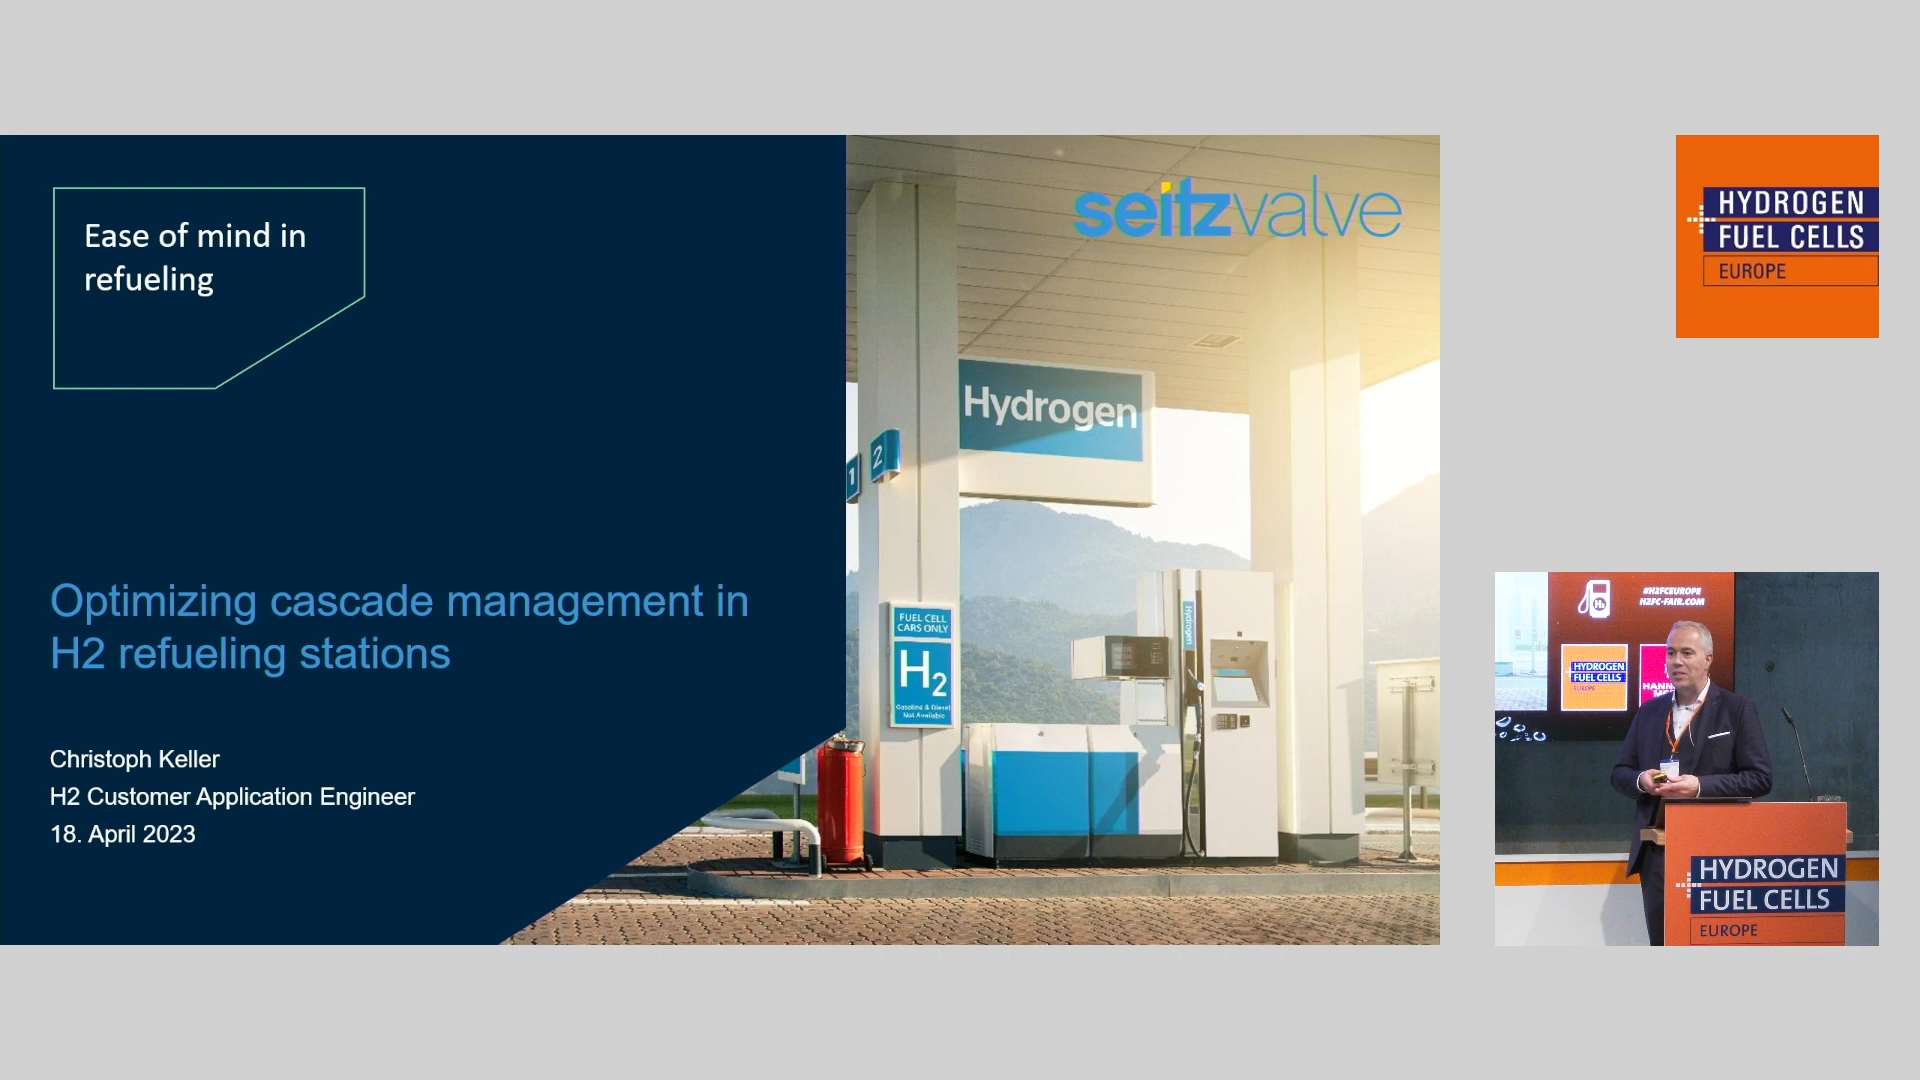 Ease of mind in
refueling
Optimizing cascade management in
H2 refueling stations
Christoph Keller
H2 Customer Application Engineer
18. April 2023
seitzvalve
Hydrogen
1
2
FUEL CELL
CARS ONLY
H2
Gasoline & Diesel
Not Available
Hydrogen
HYDROGEN
FUEL CELLS
EUROPE
#H2FCEUROPE
H2FC-FAIR.COM
H2
HYDROGEN
FUEL CELLS
EUROPE
HYDROGEN
FUEL CELLS
EUROPE